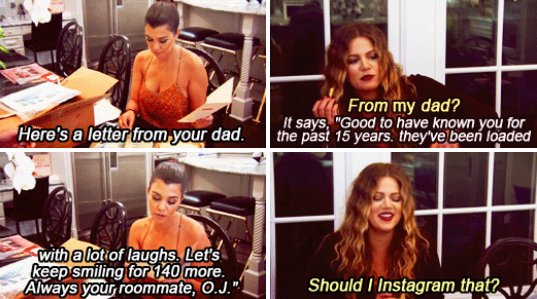 Here's a letter from your dad.
From my dad?
It says, "Good to have known you for
the past 15 years. they've been loaded
with a lot of laughs. Let's
keep smiling for 140 more.
Always your roommate, O.J."
Should I Instagram that?